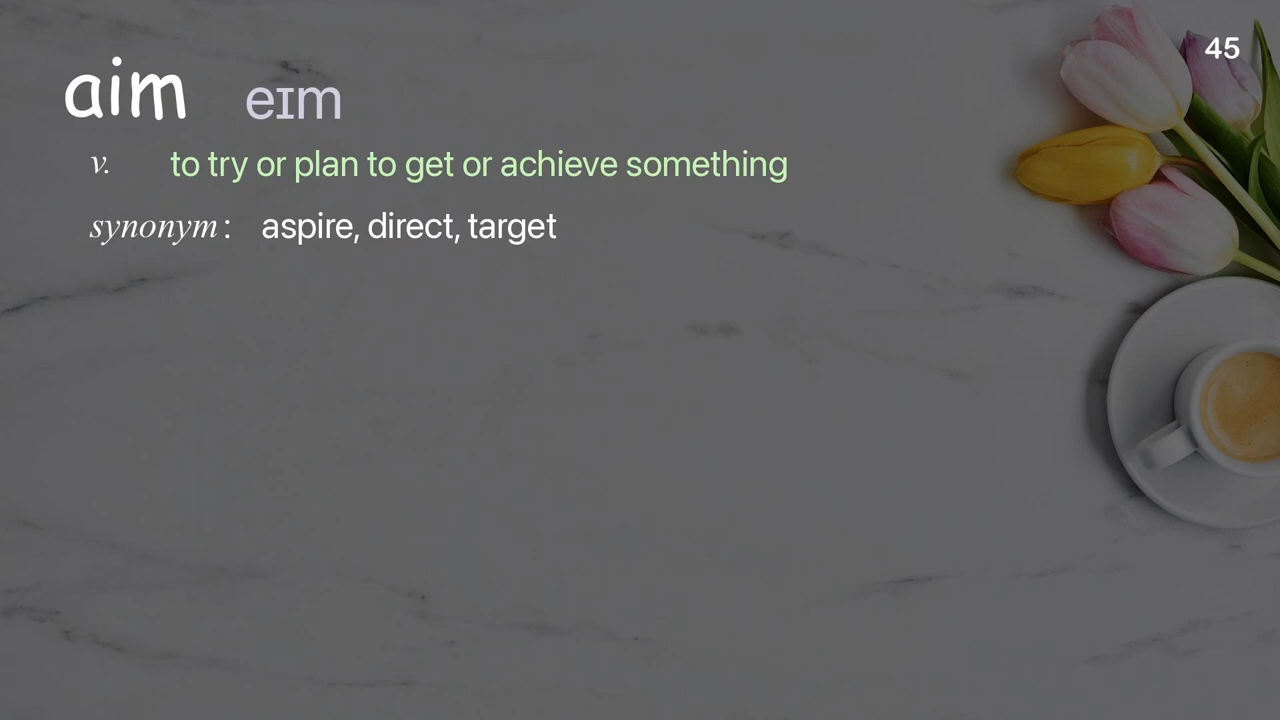 45
aim eɪm
v. to try or plan to get or achieve something
synonym: aspire, direct, target